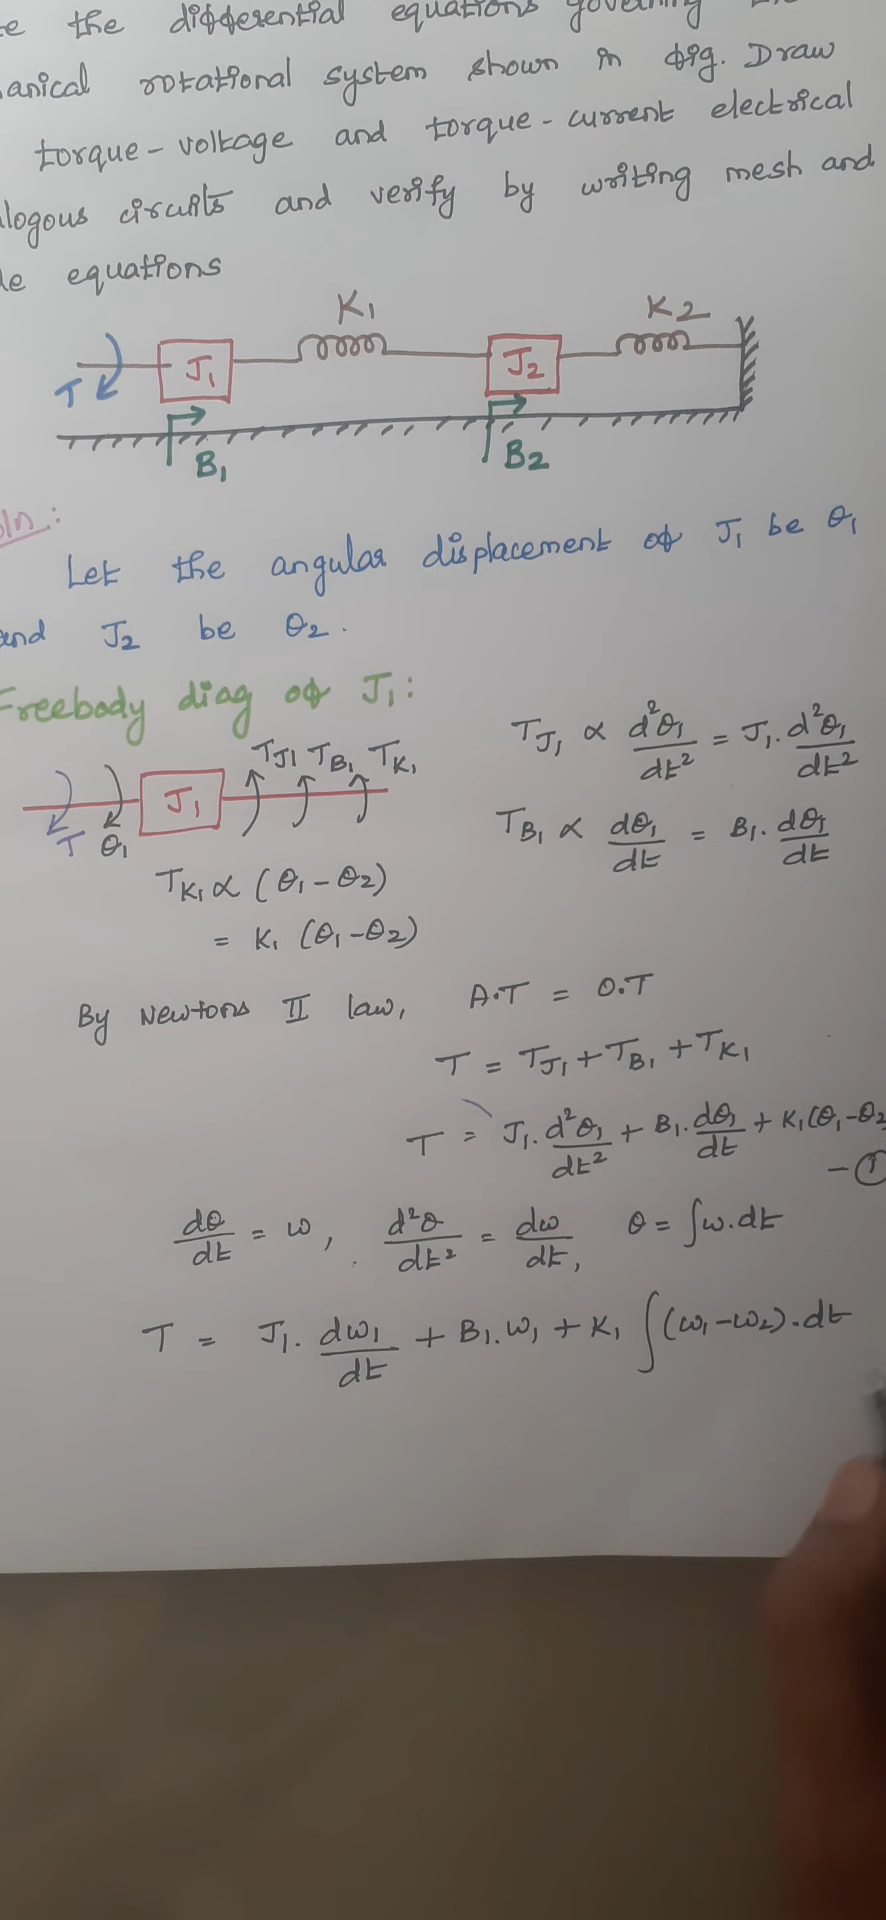 the differential equations governing
anical rotational system shown in fig. Draw
torque-voltage and torque-current electrical
logous circuits and verify by writing mesh and
de equations
K1 K2
T J1 J2
B1 B2
oln:
Let the angular displacement of J1 be θ1
and J2 be θ2.
Freebody diag of J1:
TJ1 TB1 TK1
T θ1 J1
TJ1 ∝ d²θ1/dt² = J1. d²θ1/dt²
TB1 ∝ dθ1/dt = B1. dθ1/dt
TK1 ∝ (θ1-θ2)
= K1 (θ1-θ2)
By Newtons II law, A.T = O.T
T = TJ1 + TB1 + TK1
T = J1. d²θ1/dt² + B1. dθ1/dt + K1(θ1-θ2
- ①
dθ/dt = ω, d²θ/dt² = dω/dt, θ = ∫ω.dt
T = J1. dω1/dt + B1. ω1 + K1 ∫(ω1-ω2).dt